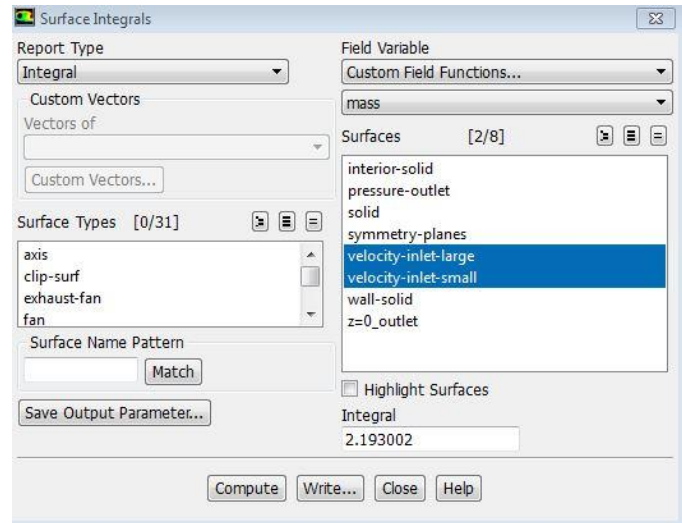 Surface Integrals
Report Type
Integral
Custom Vectors
Vectors of
Custom Vectors...
Surface Types [0/31]
axis
clip-surf
exhaust-fan
fan
Surface Name Pattern
Match
Save Output Parameter...
Field Variable
Custom Field Functions...
mass
Surfaces [2/8]
interior-solid
pressure-outlet
solid
symmetry-planes
velocity-inlet-large
velocity-inlet-small
wall-solid
z=0_outlet
Highlight Surfaces
Integral
2.193002
Compute Write... Close Help